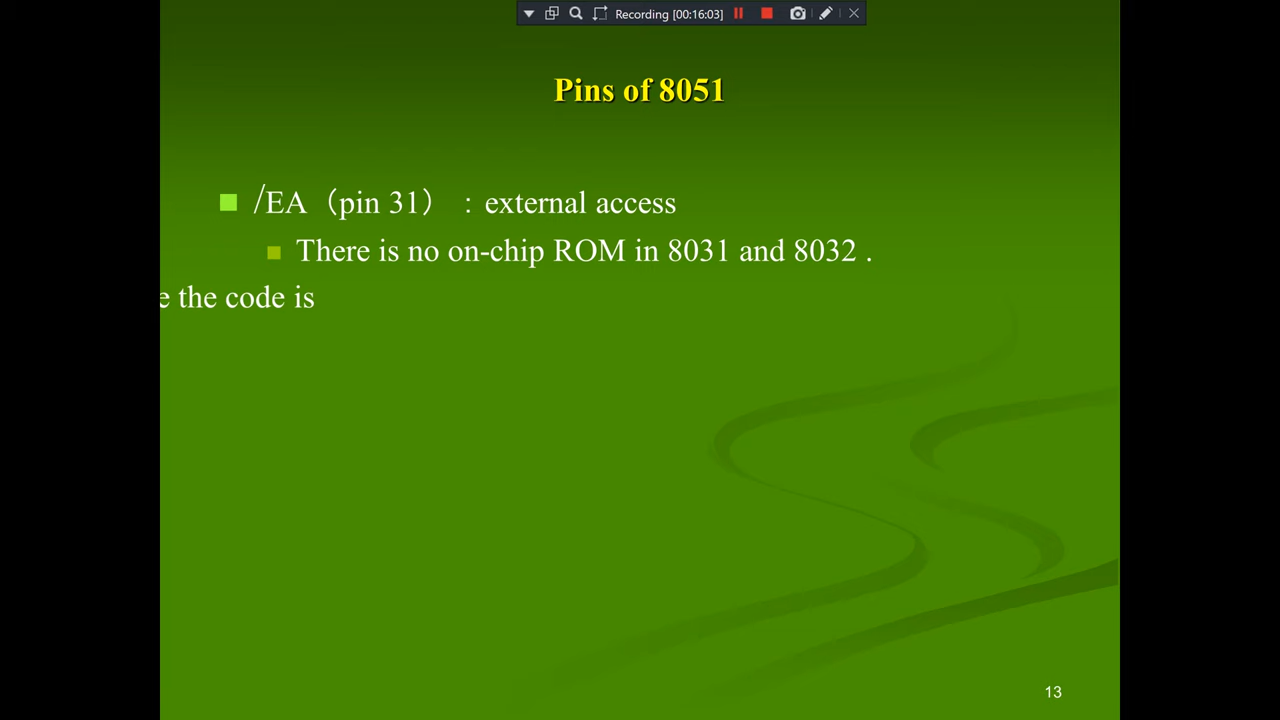 Recording [00:16:03]
Pins of 8051
/EA（pin 31）：external access
There is no on-chip ROM in 8031 and 8032 .
e the code is
13